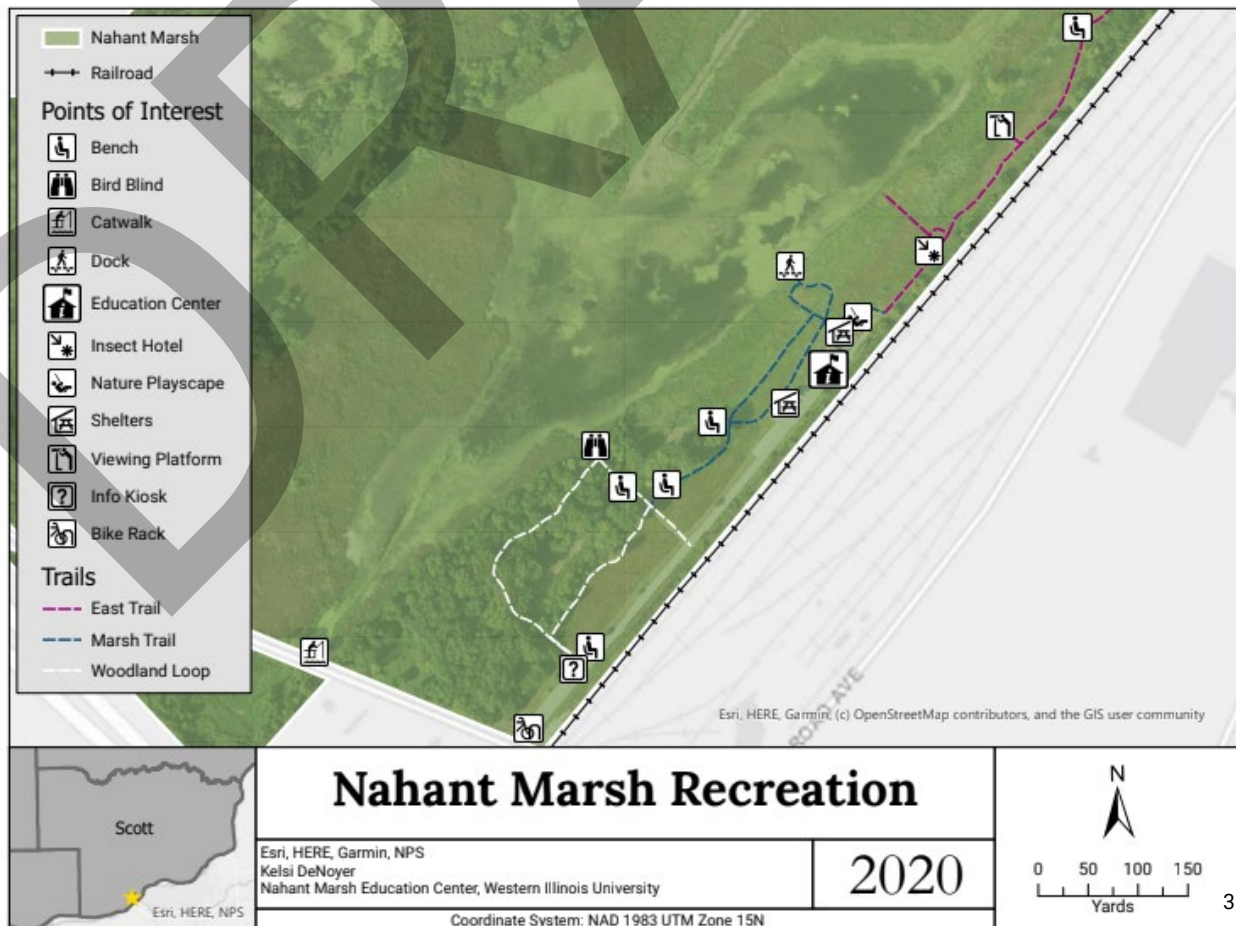 Nahant Marsh
Railroad
Points of Interest
Bench
Bird Blind
Catwalk
Dock
Education Center
Insect Hotel
Nature Playscape
Shelters
Viewing Platform
Info Kiosk
Bike Rack
Trails
East Trail
Marsh Trail
Woodland Loop
ROAD AVE
Esri, HERE, Garmin, (c) OpenStreetMap contributors, and the GIS user community
Scott
Esri, HERE, NPS
Nahant Marsh Recreation
Esri, HERE, Garmin, NPS
Kelsi DeNoyer
Nahant Marsh Education Center, Western Illinois University
2020
Coordinate System: NAD 1983 UTM Zone 15N
N
0 50 100 150
Yards
3